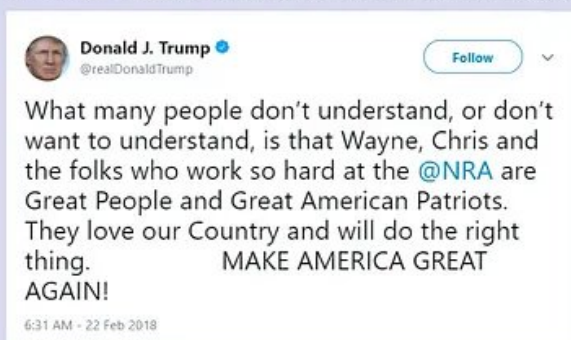 Donald J. Trump
@realDonaldTrump
Follow
What many people don't understand, or don't
want to understand, is that Wayne, Chris and
the folks who work so hard at the @NRA are
Great People and Great American Patriots.
They love our Country and will do the right
thing. MAKE AMERICA GREAT
AGAIN!
6:31 AM - 22 Feb 2018